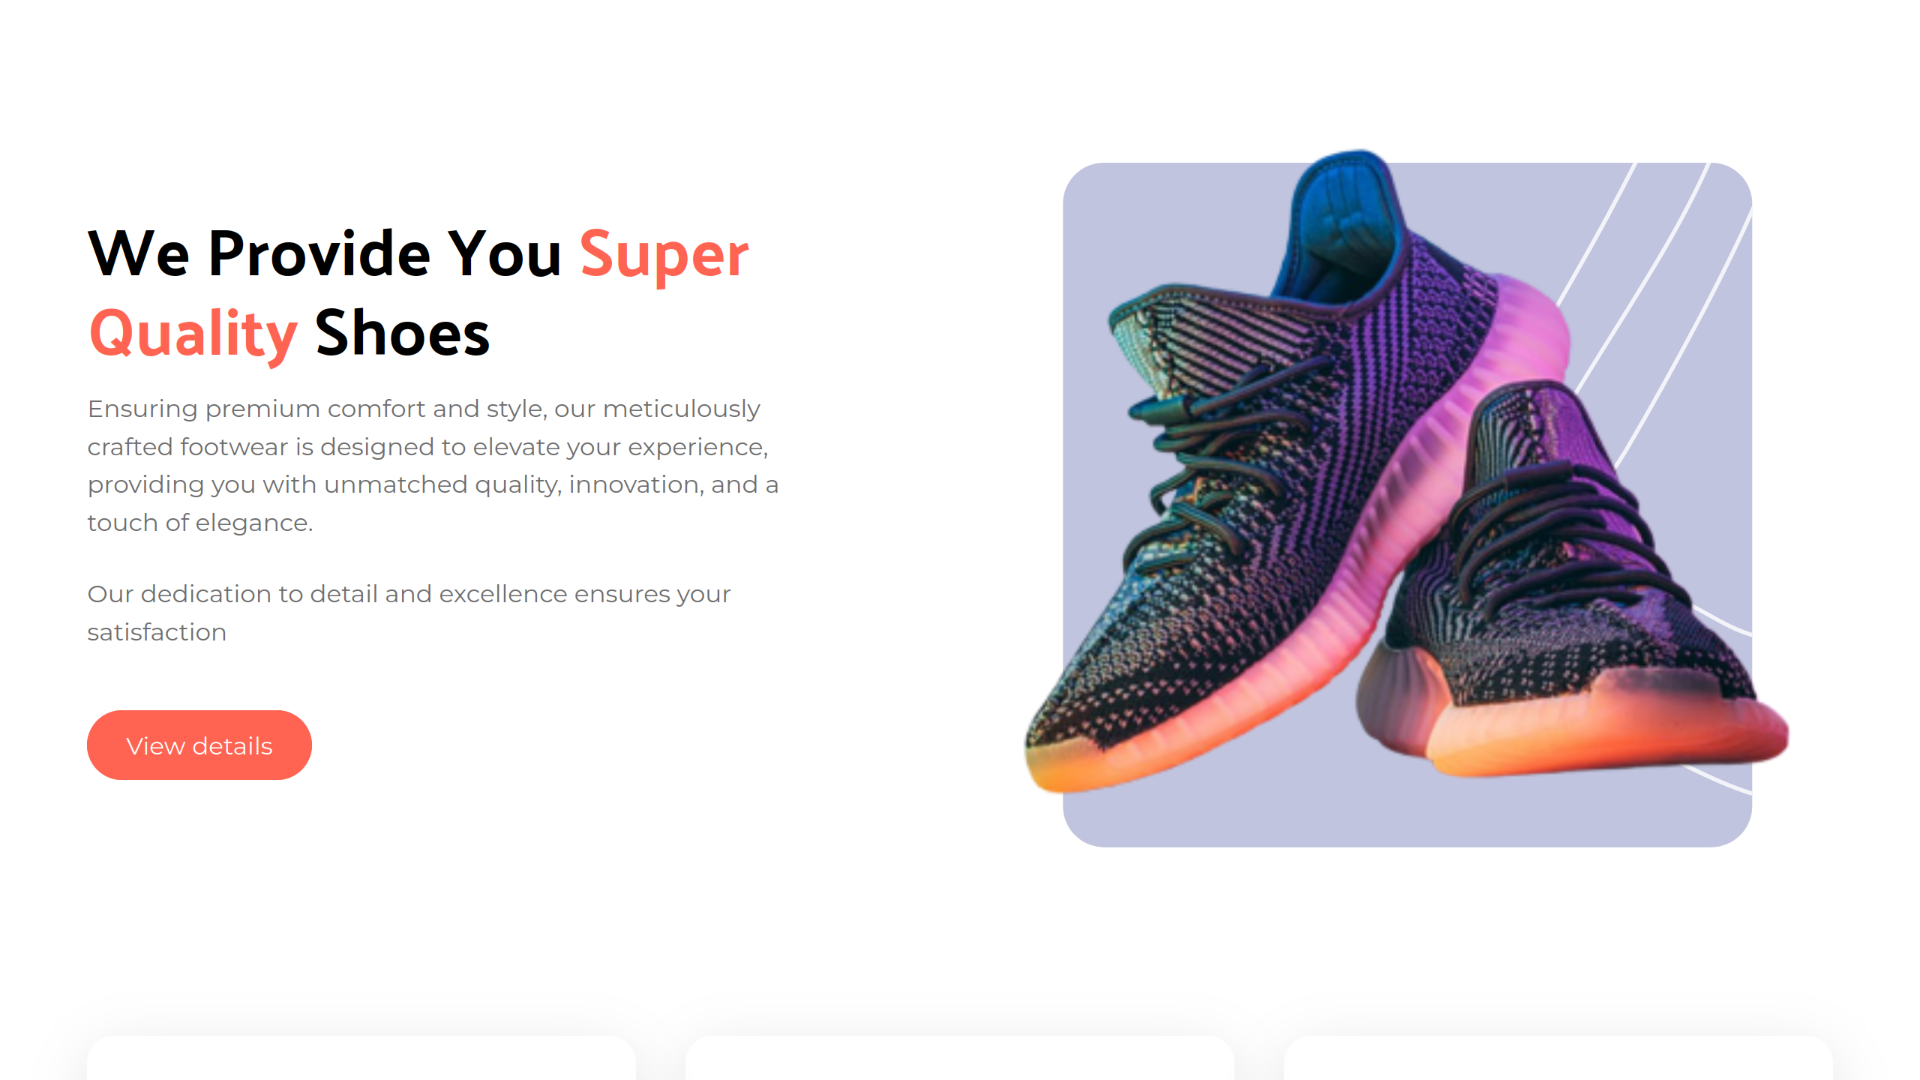 We Provide You Super
Quality Shoes
Ensuring premium comfort and style, our meticulously
crafted footwear is designed to elevate your experience,
providing you with unmatched quality, innovation, and a
touch of elegance.
Our dedication to detail and excellence ensures your
satisfaction
View details